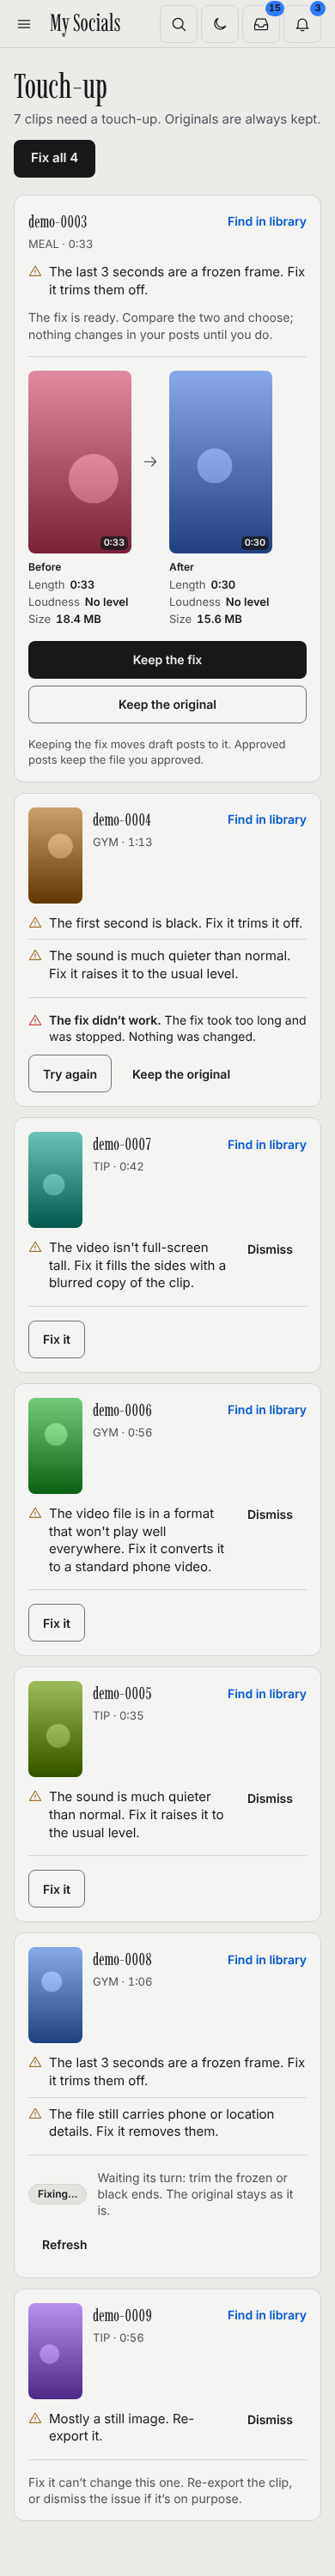 My Socials
15
3
Touch-up
7 clips need a touch-up. Originals are always kept.
Fix all 4
demo-0003
Find in library
MEAL · 0:33
The last 3 seconds are a frozen frame. Fix
it trims them off.
The fix is ready. Compare the two and choose;
nothing changes in your posts until you do.
0:33
0:30
Before
Length 0:33
Loudness No level
Size 18.4 MB
After
Length 0:30
Loudness No level
Size 15.6 MB
Keep the fix
Keep the original
Keeping the fix moves draft posts to it. Approved
posts keep the file you approved.
demo-0004
Find in library
GYM · 1:13
The first second is black. Fix it trims it off.
The sound is much quieter than normal.
Fix it raises it to the usual level.
The fix didn’t work. The fix took too long and
was stopped. Nothing was changed.
Try again
Keep the original
demo-0007
Find in library
TIP · 0:42
The video isn't full-screen
tall. Fix it fills the sides with a
blurred copy of the clip.
Dismiss
Fix it
demo-0006
Find in library
GYM · 0:56
The video file is in a format
that won't play well
everywhere. Fix it converts it
to a standard phone video.
Dismiss
Fix it
demo-0005
Find in library
TIP · 0:35
The sound is much quieter
than normal. Fix it raises it to
the usual level.
Dismiss
Fix it
demo-0008
Find in library
GYM · 1:06
The last 3 seconds are a frozen frame. Fix
it trims them off.
The file still carries phone or location
details. Fix it removes them.
Fixing...
Waiting its turn: trim the frozen or
black ends. The original stays as it
is.
Refresh
demo-0009
Find in library
TIP · 0:56
Mostly a still image. Re-
export it.
Dismiss
Fix it can’t change this one. Re-export the clip,
or dismiss the issue if it’s on purpose.